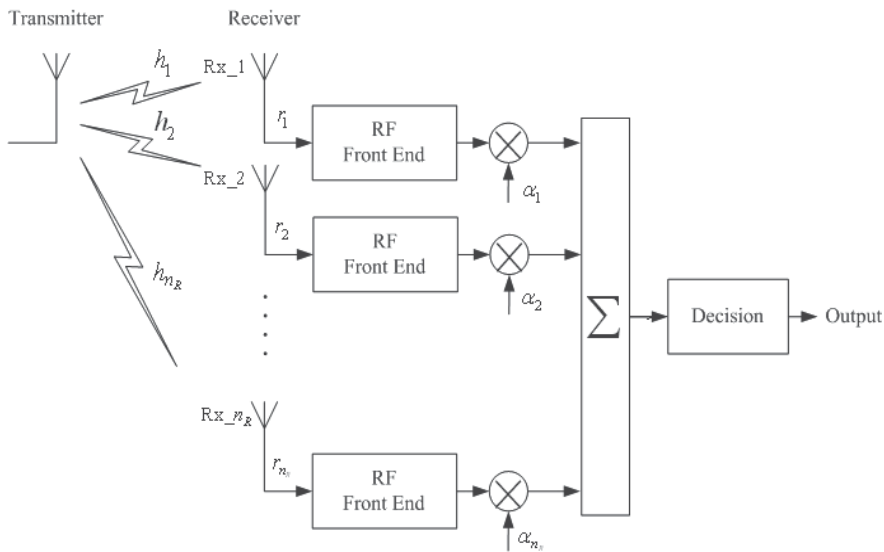 Transmitter
Receiver
h1
Rx_1
r1
RF
Front End
α1
h2
Rx_2
r2
RF
Front End
α2
hnR
∑
Decision
Output
Rx_nR
rnR
RF
Front End
αnR